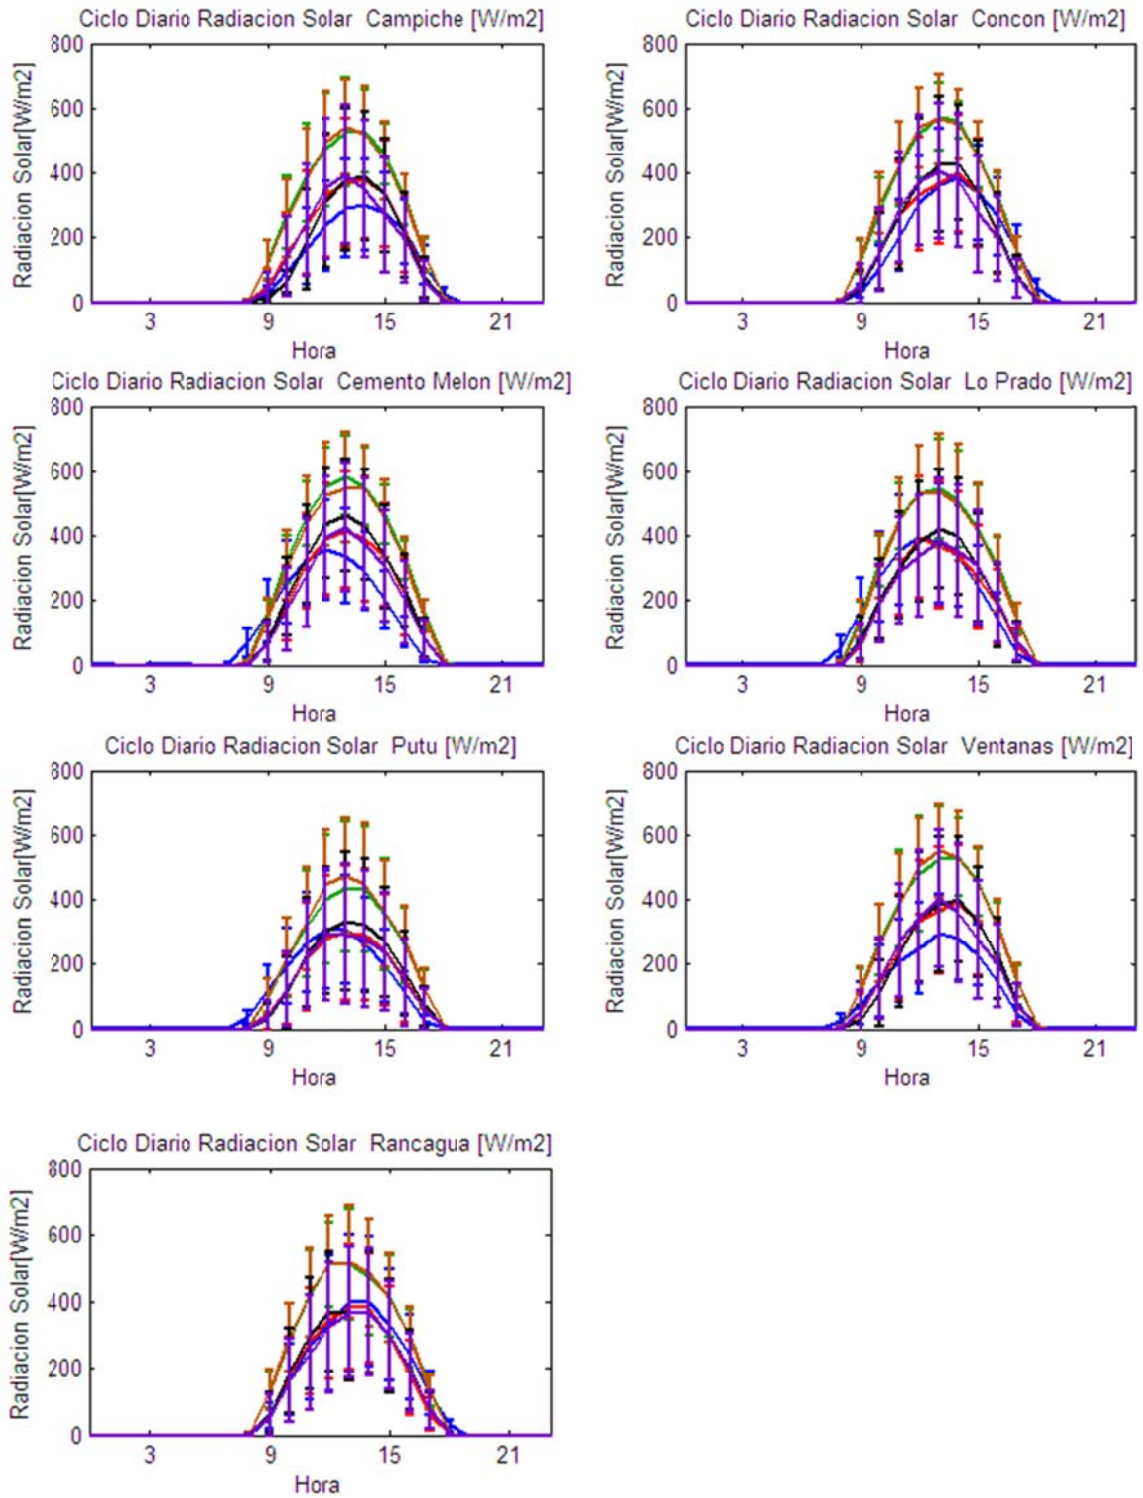 Ciclo Diario Radiacion Solar Campiche [W/m2]
Radiacion Solar[W/m2]
800
600
400
200
0
3 9 15 21
Hora
Ciclo Diario Radiacion Solar Concon [W/m2]
Radiacion Solar[W/m2]
800
600
400
200
0
3 9 15 21
Hora
Ciclo Diario Radiacion Solar Cemento Melon [W/m2]
Radiacion Solar[W/m2]
800
600
400
200
0
3 9 15 21
Hora
Ciclo Diario Radiacion Solar Lo Prado [W/m2]
Radiacion Solar[W/m2]
800
600
400
200
0
3 9 15 21
Hora
Ciclo Diario Radiacion Solar Putu [W/m2]
Radiacion Solar[W/m2]
800
600
400
200
0
3 9 15 21
Hora
Ciclo Diario Radiacion Solar Ventanas [W/m2]
Radiacion Solar[W/m2]
800
600
400
200
0
3 9 15 21
Hora
Ciclo Diario Radiacion Solar Rancagua [W/m2]
Radiacion Solar[W/m2]
800
600
400
200
0
3 9 15 21
Hora